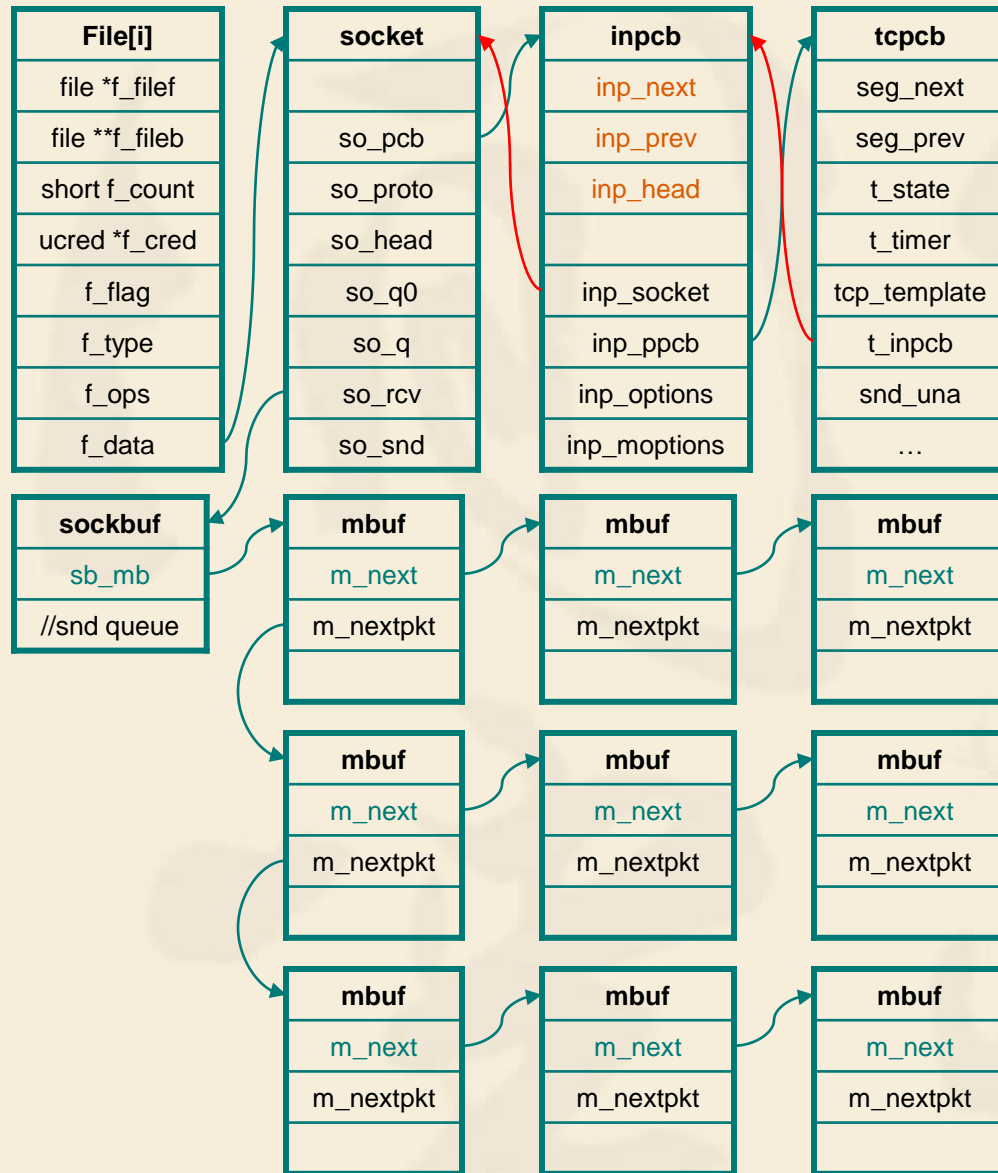 File[i]
file *f_filef
file **f_fileb
short f_count
ucred *f_cred
f_flag
f_type
f_ops
f_data
socket
so_pcb
so_proto
so_head
so_q0
so_q
so_rcv
so_snd
inpcb
inp_next
inp_prev
inp_head
inp_socket
inp_ppcb
inp_options
inp_moptions
tcpcb
seg_next
seg_prev
t_state
t_timer
tcp_template
t_inpcb
snd_una
…
sockbuf
sb_mb
//snd queue
mbuf
m_next
m_nextpkt
mbuf
m_next
m_nextpkt
mbuf
m_next
m_nextpkt
mbuf
m_next
m_nextpkt
mbuf
m_next
m_nextpkt
mbuf
m_next
m_nextpkt
mbuf
m_next
m_nextpkt
mbuf
m_next
m_nextpkt
mbuf
m_next
m_nextpkt